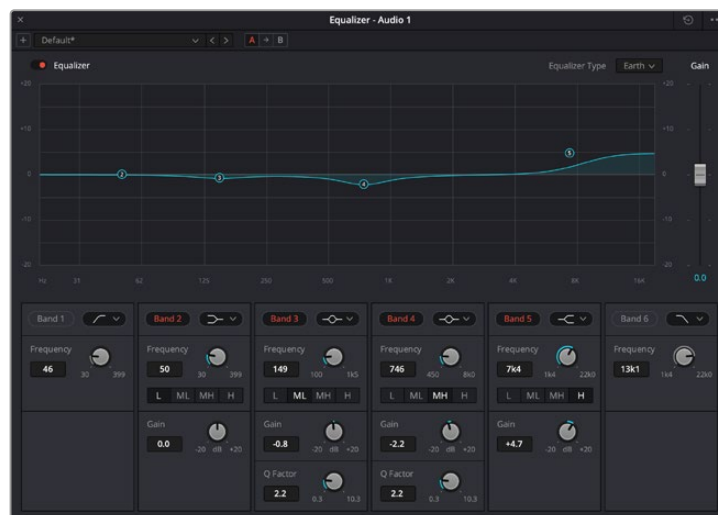 Equalizer - Audio 1
Default*
A B
Equalizer
Equalizer Type Earth Gain
+20 +20
+10 +10
0 0
-10 -10
-20 -20
2 3 4 5
Hz 31 62 125 250 500 1K 2K 4K 8K 16K
0.0
Band 1 Band 2 Band 3 Band 4 Band 5 Band 6
Frequency Frequency Frequency Frequency Frequency Frequency
46 30 399 50 30 399 149 100 1k5 746 450 8k0 7k4 1k4 22k0 13k1 1k4 22k0
L ML MH H L ML MH H L ML MH H L ML MH H
Gain Gain Gain Gain
0.0 -20 dB +20 -0.8 -20 dB +20 -2.2 -20 dB +20 +4.7 -20 dB +20
Q Factor Q Factor
2.2 0.3 10.3 2.2 0.3 10.3